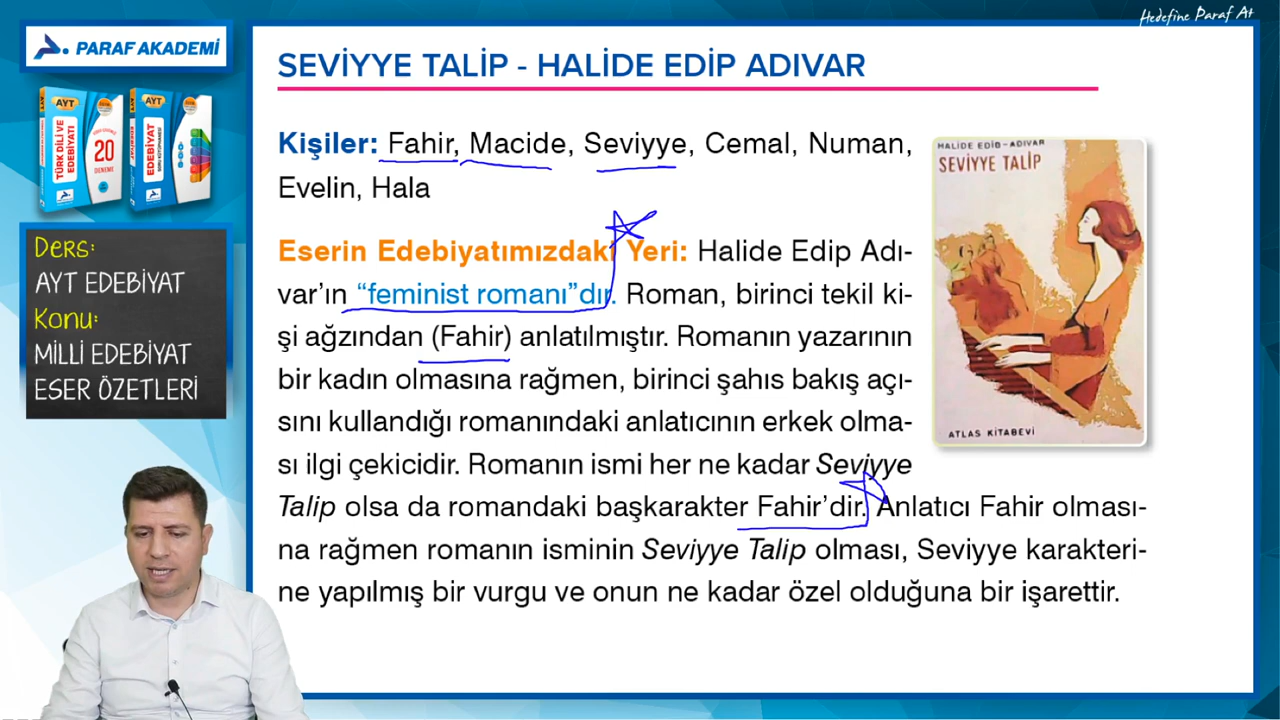 Hedefine Paraf At
PARAF AKADEMİ
AYT
TÜRK DİLİ VE
EDEBİYATI
20
DENEME
AYT
EDEBİYAT
Ders:
AYT EDEBİYAT
Konu:
MİLLİ EDEBİYAT
ESER ÖZETLERİ
SEVİYYE TALİP - HALİDE EDİP ADIVAR
Kişiler: Fahir, Macide, Seviyye, Cemal, Numan,
Evelin, Hala
Eserin Edebiyatımızdaki Yeri: Halide Edip Adı-
var’ın “feminist romanı”dır. Roman, birinci tekil ki-
şi ağzından (Fahir) anlatılmıştır. Romanın yazarının
bir kadın olmasına rağmen, birinci şahıs bakış açı-
sını kullandığı romanındaki anlatıcının erkek olma-
sı ilgi çekicidir. Romanın ismi her ne kadar Seviyye
Talip olsa da romandaki başkarakter Fahir’dir. Anlatıcı Fahir olması-
na rağmen romanın isminin Seviyye Talip olması, Seviyye karakteri-
ne yapılmış bir vurgu ve onun ne kadar özel olduğuna bir işarettir.
HALİDE EDİB-ADIVAR
SEVİYYE TALİP
ATLAS KİTABEVİ